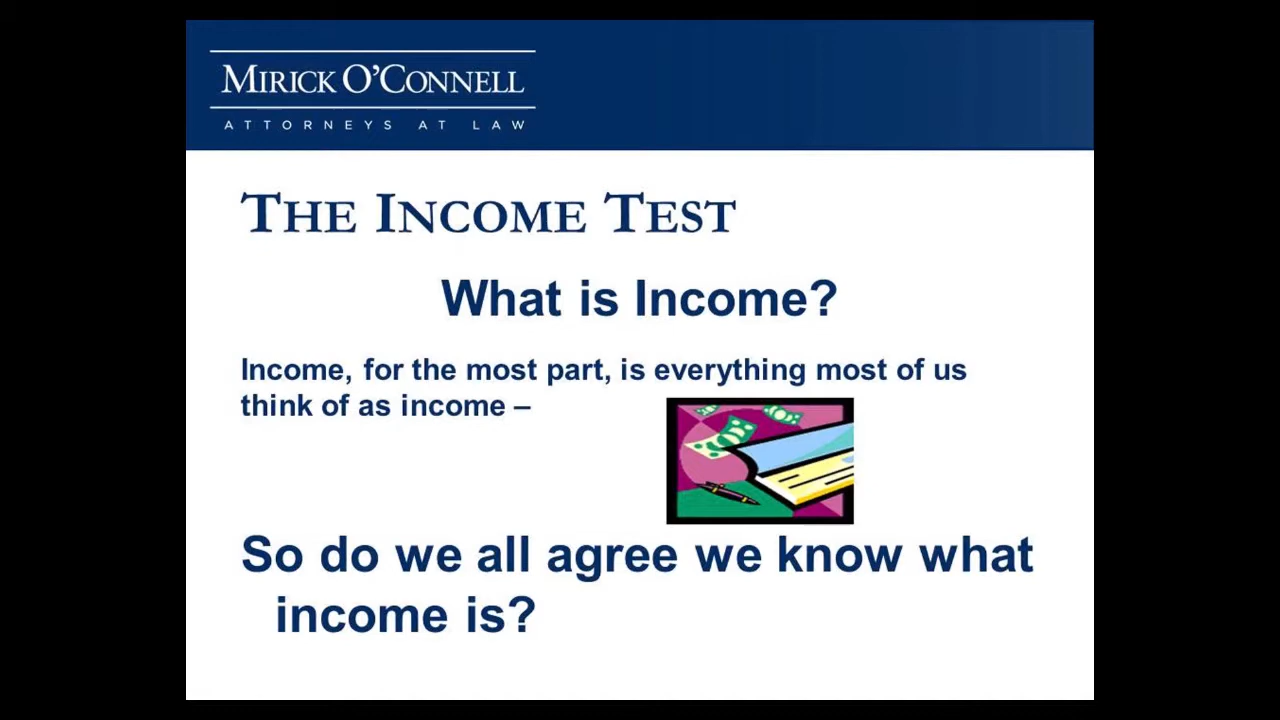 MIRICK O'CONNELL
ATTORNEYS AT LAW
THE INCOME TEST
What is Income?
Income, for the most part, is everything most of us
think of as income –
So do we all agree we know what
income is?